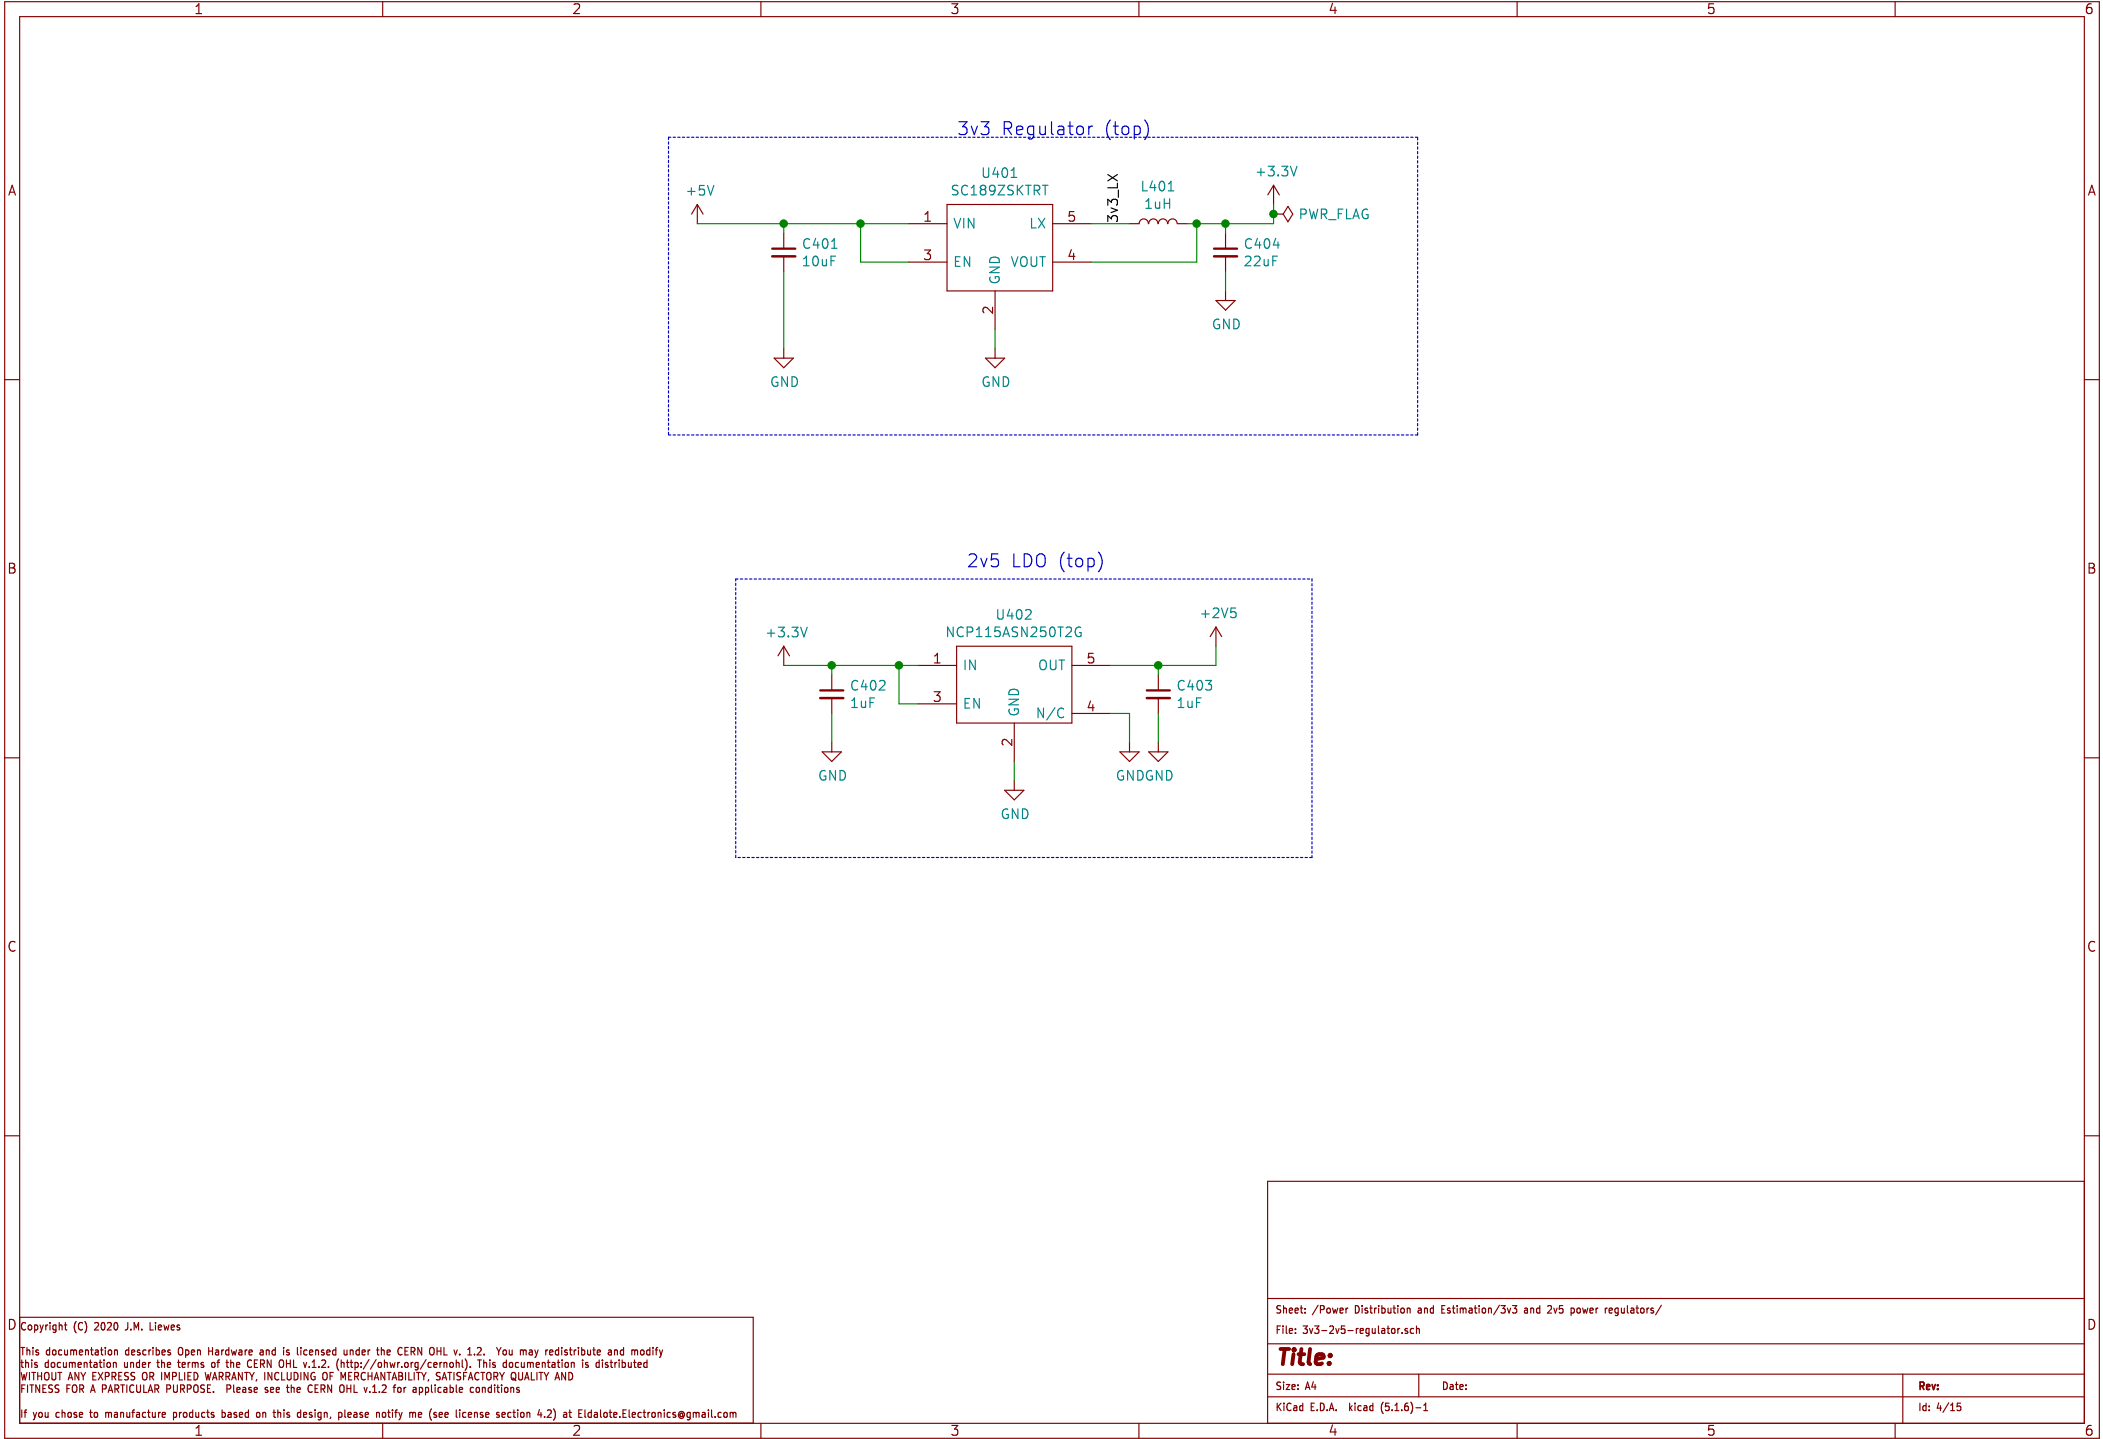 1 2 3 4 5 6
A A
B B
C C
D D
3v3 Regulator (top)
+5V
C401
10uF
GND
U401
SC189ZSKTRT
1 VIN
3 EN
GND
2
GND
LX 5
VOUT 4
3v3_LX
L401
1uH
+3.3V
PWR_FLAG
C404
22uF
GND
2v5 LDO (top)
+3.3V
C402
1uF
GND
U402
NCP115ASN250T2G
1 IN
3 EN
GND
2
GND
OUT 5
N/C 4
GND
+2V5
C403
1uF
GND
Copyright (C) 2020 J.M. Liewes
This documentation describes Open Hardware and is licensed under the CERN OHL v. 1.2. You may redistribute and modify
this documentation under the terms of the CERN OHL v.1.2. (http://ohwr.org/cernohl). This documentation is distributed
WITHOUT ANY EXPRESS OR IMPLIED WARRANTY, INCLUDING OF MERCHANTABILITY, SATISFACTORY QUALITY AND
FITNESS FOR A PARTICULAR PURPOSE. Please see the CERN OHL v.1.2 for applicable conditions
If you chose to manufacture products based on this design, please notify me (see license section 4.2) at Eldalote.Electronics@gmail.com
Sheet: /Power Distribution and Estimation/3v3 and 2v5 power regulators/
File: 3v3-2v5-regulator.sch
Title:
Size: A4 Date: Rev:
KiCad E.D.A. kicad (5.1.6)-1 Id: 4/15
1 2 3 4 5 6